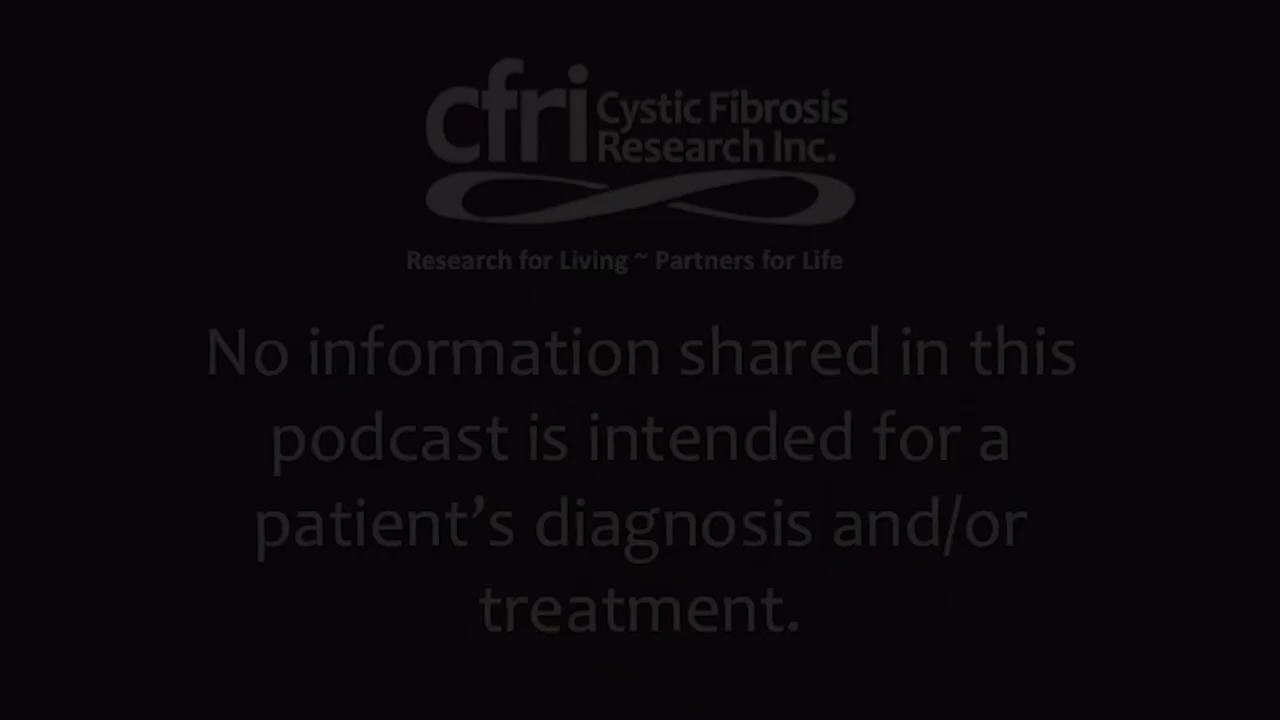 cfri Cystic Fibrosis
Research Inc.
Research for Living ~ Partners for Life
No information shared in this
podcast is intended for a
patient’s diagnosis and/or
treatment.